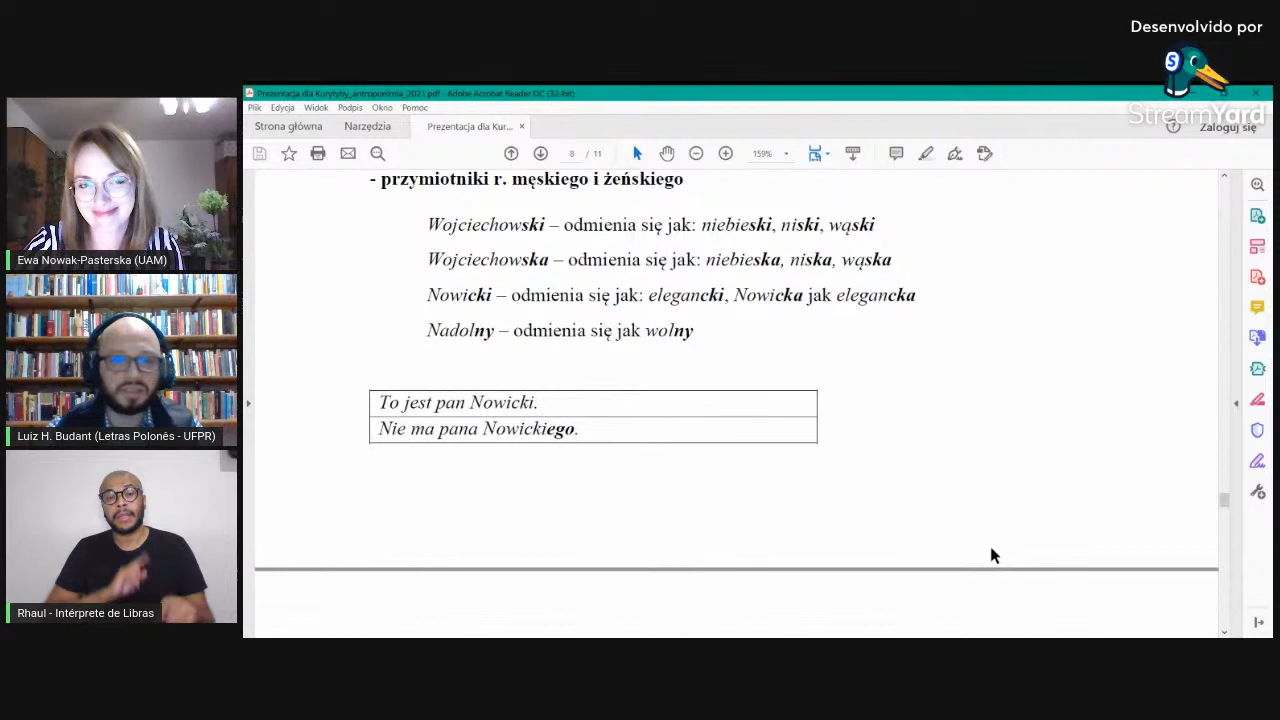 Desenvolvido por
StreamYard
Prezentacja dla Kurytyby_antroponimia_2021.pdf - Adobe Acrobat Reader DC (32-bit)
Plik Edycja Widok Podpis Okno Pomoc
Strona główna Narzędzia Prezentacja dla Kur... × Zaloguj się
8 / 11 159%
- przymiotniki r. męskiego i żeńskiego
Wojciechowski – odmienia się jak: niebieski, niski, wąski
Wojciechowska – odmienia się jak: niebieska, niska, wąska
Nowicki – odmienia się jak: elegancki, Nowicka jak elegancka
Nadolny – odmienia się jak wolny
To jest pan Nowicki.
Nie ma pana Nowickiego.
Ewa Nowak-Pasterska (UAM)
Luiz H. Budant (Letras Polonês - UFPR)
Rhaul - Intérprete de Libras